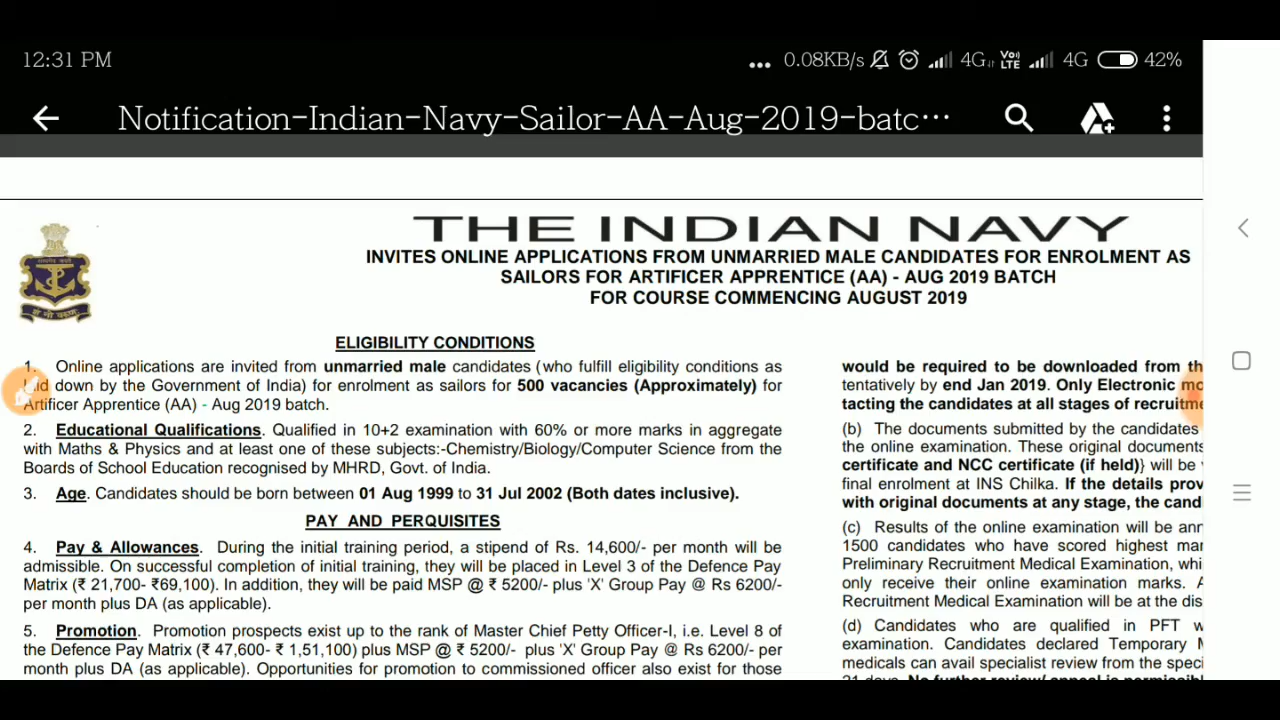 12:31 PM
0.08KB/s 4G Vo) LTE 4G 42%
Notification-Indian-Navy-Sailor-AA-Aug-2019-batc...
THE INDIAN NAVY
INVITES ONLINE APPLICATIONS FROM UNMARRIED MALE CANDIDATES FOR ENROLMENT AS
SAILORS FOR ARTIFICER APPRENTICE (AA) - AUG 2019 BATCH
FOR COURSE COMMENCING AUGUST 2019
ELIGIBILITY CONDITIONS
1. Online applications are invited from unmarried male candidates (who fulfill eligibility conditions as
laid down by the Government of India) for enrolment as sailors for 500 vacancies (Approximately) for
Artificer Apprentice (AA) - Aug 2019 batch.
2. Educational Qualifications. Qualified in 10+2 examination with 60% or more marks in aggregate
with Maths & Physics and at least one of these subjects:-Chemistry/Biology/Computer Science from the
Boards of School Education recognised by MHRD, Govt. of India.
3. Age. Candidates should be born between 01 Aug 1999 to 31 Jul 2002 (Both dates inclusive).
PAY AND PERQUISITES
4. Pay & Allowances. During the initial training period, a stipend of Rs. 14,600/- per month will be
admissible. On successful completion of initial training, they will be placed in Level 3 of the Defence Pay
Matrix (₹ 21,700- ₹69,100). In addition, they will be paid MSP @ ₹ 5200/- plus 'X' Group Pay @ Rs 6200/-
per month plus DA (as applicable).
5. Promotion. Promotion prospects exist up to the rank of Master Chief Petty Officer-I, i.e. Level 8 of
the Defence Pay Matrix (₹ 47,600- ₹ 1,51,100) plus MSP @ ₹ 5200/- plus 'X' Group Pay @ Rs 6200/- per
month plus DA (as applicable). Opportunities for promotion to commissioned officer also exist for those
would be required to be downloaded from th
tentatively by end Jan 2019. Only Electronic mo
tacting the candidates at all stages of recruitme
(b) The documents submitted by the candidates
the online examination. These original documents
certificate and NCC certificate (if held)} will be
final enrolment at INS Chilka. If the details prov
with original documents at any stage, the cand
(c) Results of the online examination will be anr
1500 candidates who have scored highest mar
Preliminary Recruitment Medical Examination, whi
only receive their online examination marks. A
Recruitment Medical Examination will be at the dis
(d) Candidates who are qualified in PFT w
examination. Candidates declared Temporary
medicals can avail specialist review from the speci
21 days. No further review/ appeal is permissibl